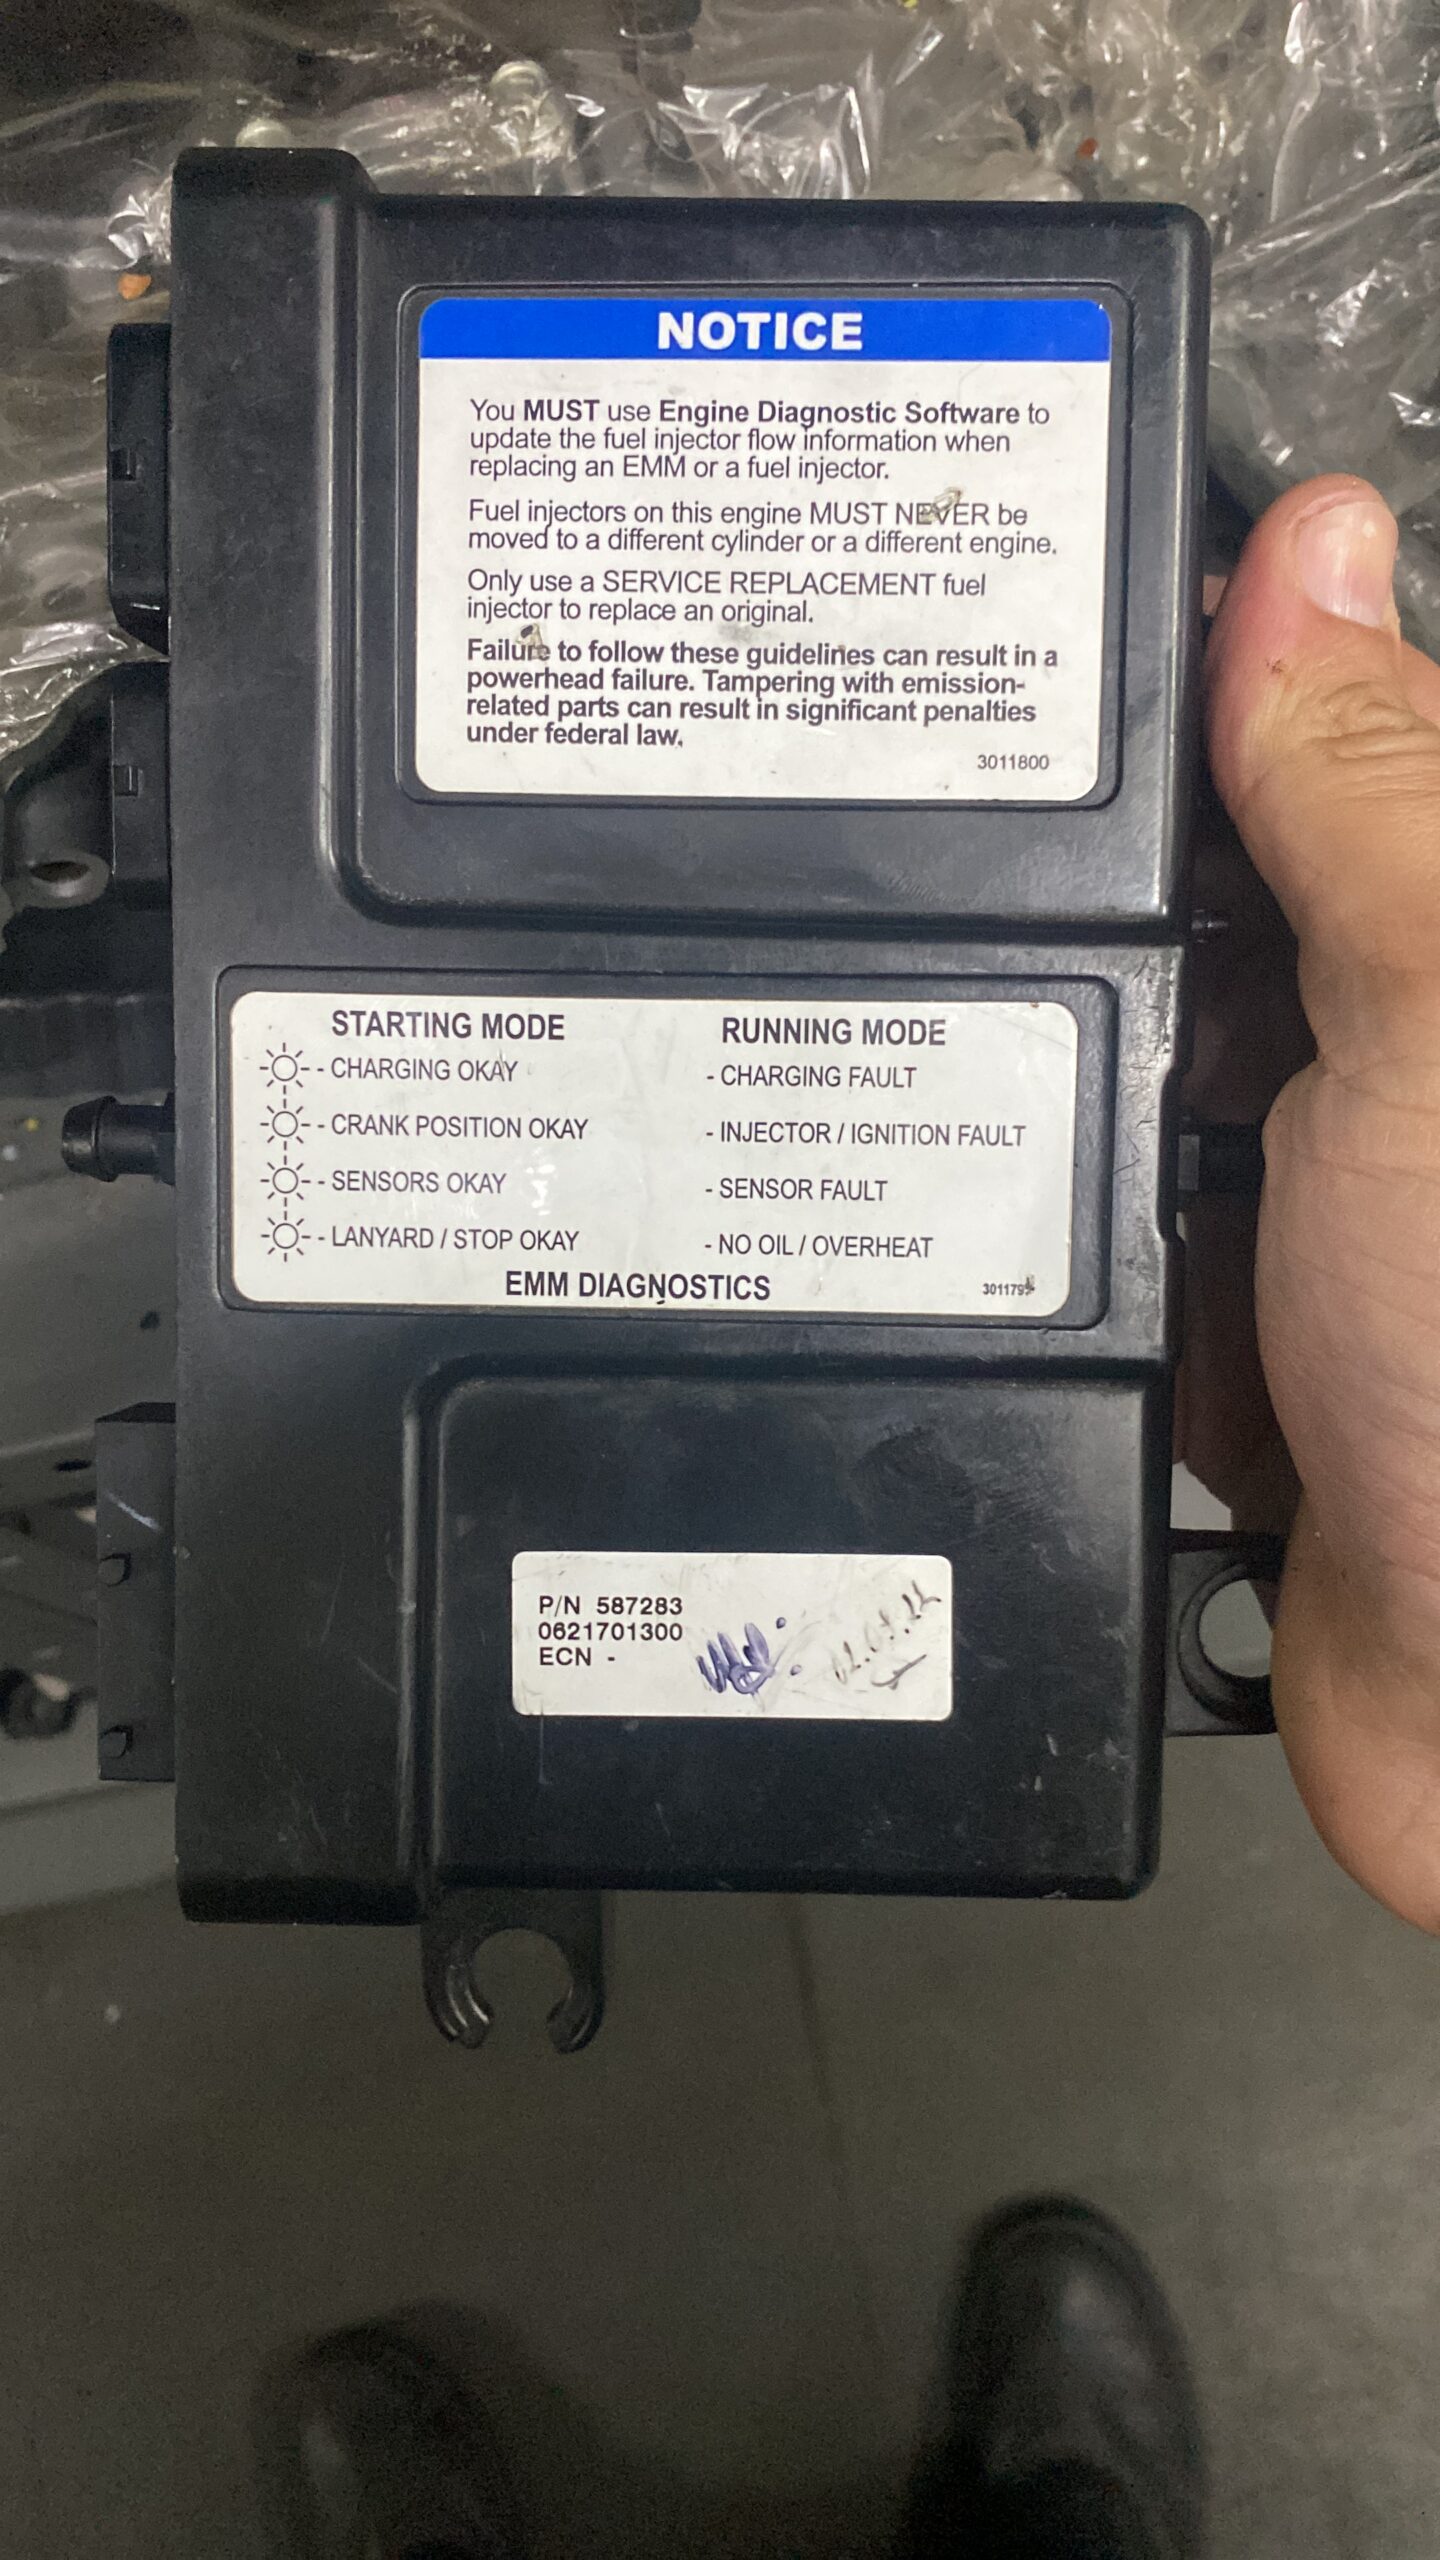 NOTICE
You MUST use Engine Diagnostic Software to
update the fuel injector flow information when
replacing an EMM or a fuel injector.
Fuel injectors on this engine MUST NEVER be
moved to a different cylinder or a different engine.
Only use a SERVICE REPLACEMENT fuel
injector to replace an original.
Failure to follow these guidelines can result in a
powerhead failure. Tampering with emission-
related parts can result in significant penalties
under federal law.
3011800
STARTING MODE RUNNING MODE
- CHARGING OKAY - CHARGING FAULT
- CRANK POSITION OKAY - INJECTOR / IGNITION FAULT
- SENSORS OKAY - SENSOR FAULT
- LANYARD / STOP OKAY - NO OIL / OVERHEAT
EMM DIAGNOSTICS
P/N 587283
0621701300
ECN -